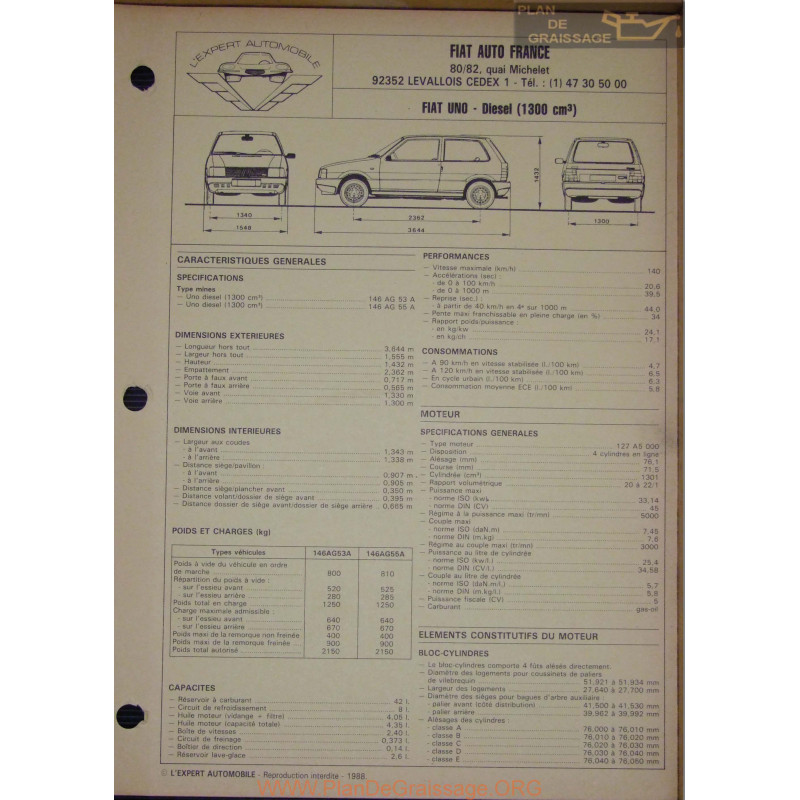 PLAN
DE
GRAISSAGE
L'EXPERT AUTOMOBILE
FIAT AUTO FRANCE
80/82, quai Michelet
92352 LEVALLOIS CEDEX 1 - Tél. : (1) 47 30 50 00
FIAT UNO - Diesel (1300 cm³)
1340
1548
2362
3644
1432
1300
CARACTERISTIQUES GENERALES
SPECIFICATIONS
Type mines
— Uno diesel (1300 cm³) 146 AG 53 A
— Uno diesel (1300 cm³) 146 AG 55 A
DIMENSIONS EXTERIEURES
— Longueur hors tout 3,644 m
— Largeur hors tout 1,555 m
— Hauteur 1,432 m
— Empattement 2,362 m
— Porte à faux avant 0,717 m
— Porte à faux arrière 0,565 m
— Voie avant 1,330 m
— Voie arrière 1,300 m
DIMENSIONS INTERIEURES
— Largeur aux coudes
- à l'avant 1,343 m
- à l'arrière 1,338 m
— Distance siège/pavillon
- à l'avant 0,907 m
- à l'arrière 0,905 m
— Distance siège/plancher avant 0,350 m
— Distance volant/dossier de siège avant 0,395 m
— Distance dossier de siège avant/dossier de siège arrière 0,665 m
POIDS ET CHARGES (kg)
Types véhicules 146AG53A 146AG55A
Poids à vide du véhicule en ordre
de marche 800 810
Répartition du poids à vide :
- sur l'essieu avant 520 525
- sur l'essieu arrière 280 285
Poids total en charge 1250 1250
Charge maximale admissible :
- sur l'essieu avant 640 640
- sur l'essieu arrière 670 670
Poids maxi de la remorque non freinée 400 400
Poids maxi de la remorque freinée 900 900
Poids total autorisé 2150 2150
CAPACITES
— Réservoir à carburant 42 l.
— Circuit de refroidissement 8 l.
— Huile moteur (vidange + filtre) 4,08 l.
— Huile moteur (capacité totale) 4,35 l.
— Boîte de vitesses 2,40 l.
— Circuit de freinage 0,373 l.
— Boîtier de direction 0,14 l.
— Réservoir lave-glace 2,6 l.
PERFORMANCES
— Vitesse maximale (km/h) 140
— Accélérations (sec) :
- de 0 à 100 km/h 20,6
- de 0 à 1000 m 39,5
— Reprise (sec.) :
- à partir de 40 km/h en 4e sur 1000 m 44,0
— Pente maxi franchissable en pleine charge (en %) 34
— Rapport poids/puissance :
- en kg/kw 24,1
- en kg/ch 17,1
CONSOMMATIONS
— A 90 km/h en vitesse stabilisée (l./100 km) 4,7
— A 120 km/h en vitesse stabilisée (l./100 km) 6,5
— En cycle urbain (l./100 km) 6,3
— Consommation moyenne ECE (l./100 km) 5,8
MOTEUR
SPECIFICATIONS GENERALES
— Type moteur 127 A5 000
— Disposition 4 cylindres en ligne
— Alésage (mm) 76,1
— Course (mm) 71,5
— Cylindrée (cm³) 1301
— Rapport volumétrique 20 à 22/1
— Puissance maxi
- norme ISO (kw) 33,14
- norme DIN (CV) 45
— Régime à la puissance maxi (tr/mn) 5000
— Couple maxi
- norme ISO (daN.m) 7,45
- norme DIN (m.kg) 7,6
— Régime au couple maxi (tr/mn) 3000
— Puissance au litre de cylindrée
- norme ISO (kw/l.) 25,4
- norme DIN (CV/l.) 34,58
— Couple au litre de cylindrée
- norme ISO (daN.m/l.) 5,7
- norme DIN (m.kg/l.) 5,8
— Puissance fiscale (CV) 5
— Carburant gas-oil
ELEMENTS CONSTITUTIFS DU MOTEUR
BLOC-CYLINDRES
— Le bloc-cylindres comporte 4 fûts alésés directement.
— Diamètre des logements pour coussinets de paliers
de vilebrequin 51,921 à 51,934 mm
— Largeur des logements 27,640 à 27,700 mm
— Diamètre des sièges pour bagues d'arbre auxiliaire :
- palier avant (côté distribution) 41,500 à 41,530 mm
- palier arrière 39,962 à 39,992 mm
— Alésages des cylindres :
- classe A 76,000 à 76,010 mm
- classe B 76,010 à 76,020 mm
- classe C 76,020 à 76,030 mm
- classe D 76,030 à 76,040 mm
- classe E 76,040 à 76,060 mm
© L'EXPERT AUTOMOBILE - Reproduction interdite - 1988
www.PlanDeGraissage.ORG